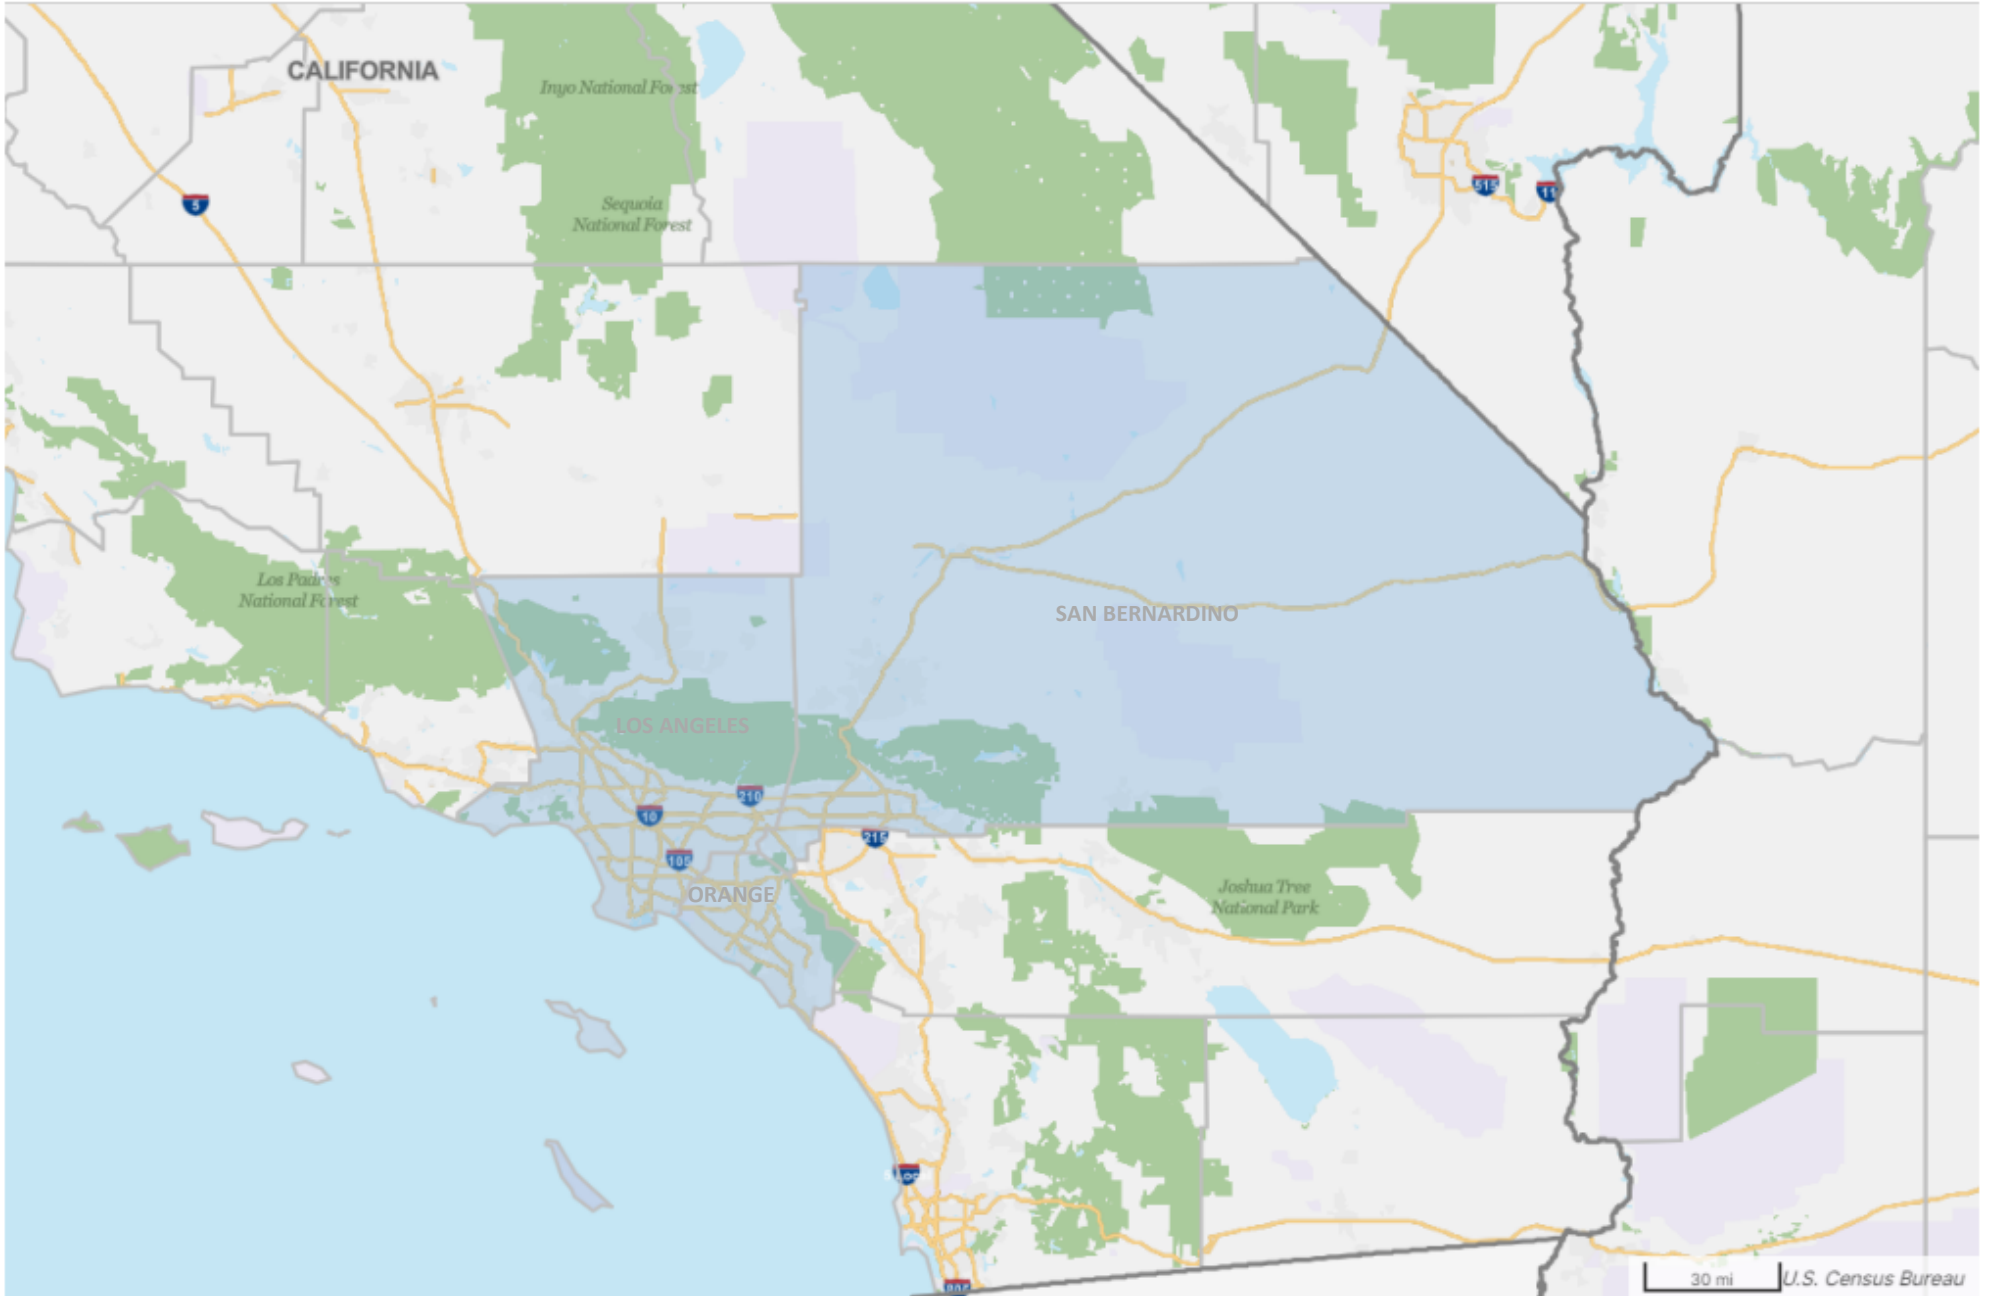 CALIFORNIA
Inyo National Forest
515
11
5
Sequoia
National Forest
Los Padres
National Forest
SAN BERNARDINO
LOS ANGELES
210
10
215
105
ORANGE
Joshua Tree
National Park
30 mi
U.S. Census Bureau